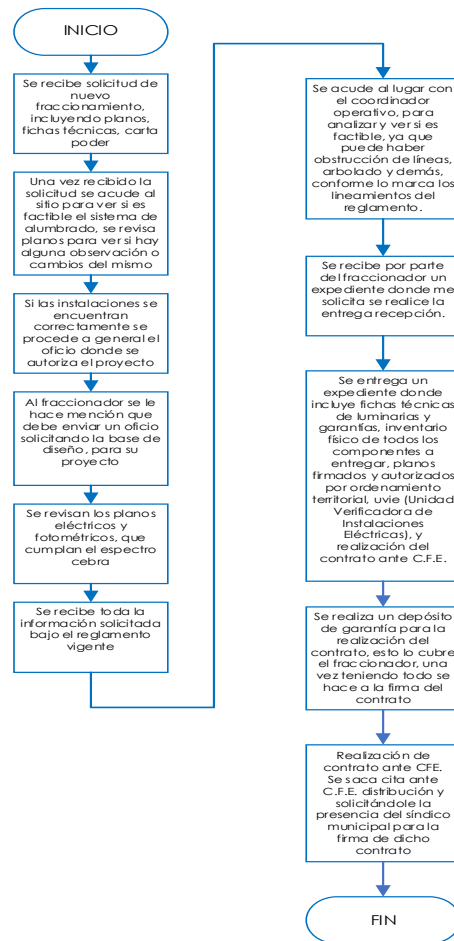 INICIO
Se recibe solicitud de
nuevo
fraccionamiento,
incluyendo planos,
fichas técnicas, carta
poder
Una vez recibido la
solicitud se acude al
sitio para ver si es
factible el sistema de
alumbrado, se revisa
planos para ver si hay
alguna observación o
cambios del mismo
Si las instalaciones se
encuentran
correctamente se
procede a general el
oficio donde se
autoriza el proyecto
Al fraccionador se le
hace mención que
debe enviar un oficio
solicitando la base de
diseño, para su
proyecto
Se revisan los planos
eléctricos y
fotométricos, que
cumplan el espectro
cebra
Se recibe toda la
información solicitada
bajo el reglamento
vigente
Se acude al lugar con
el coordinador
operativo, para
analizar y ver si es
factible, ya que
puede haber
obstrucción de líneas,
arbolado y demás,
conforme lo marca los
lineamientos del
reglamento.
Se recibe por parte
del fraccionador un
expediente donde me
solicita se realice la
entrega recepción.
Se entrega un
expediente donde
incluye fichas técnicas
de luminarias y
garantías, inventario
físico de todos los
componentes a
entregar, planos
firmados y autorizados
por ordenamiento
territorial, uvie (Unidad
Verificadora de
Instalaciones
Eléctricas), y
realización del
contrato ante C.F.E.
Se realiza un depósito
de garantía para la
realización del
contrato, esto lo cubre
el fraccionador, una
vez teniendo todo se
hace a la firma del
contrato
Realización de
contrato ante CFE.
Se saca cita ante
C.F.E. distribución y
solicitándole la
presencia del síndico
municipal para la
firma de dicho
contrato
FIN